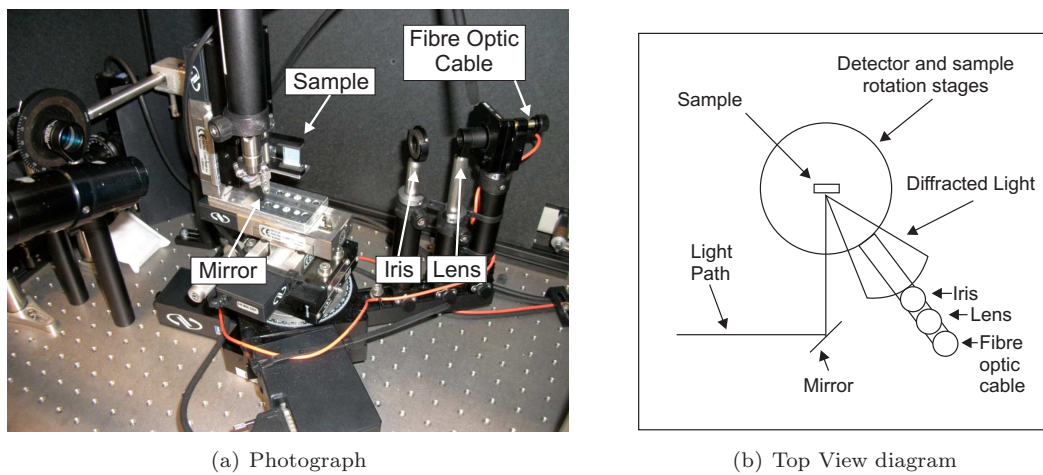 Fibre Optic
Cable
Sample
Mirror
Iris
Lens
(a) Photograph
Detector and sample
rotation stages
Sample
Diffracted Light
Light
Path
Iris
Lens
Fibre
optic
cable
Mirror
(b) Top View diagram